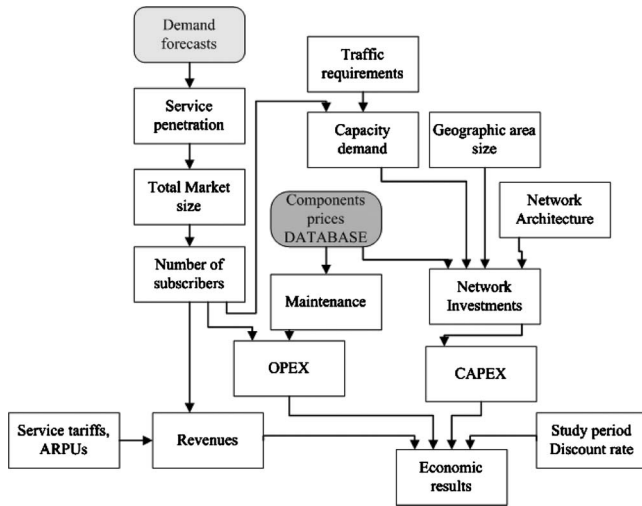 Demand
forecasts
Traffic
requirements
Service
penetration
Capacity
demand
Geographic area
size
Total Market
size
Components
prices
DATABASE
Network
Architecture
Number of
subscribers
Maintenance
Network
Investments
OPEX
CAPEX
Service tariffs,
ARPUs
Revenues
Economic
results
Study period
Discount rate